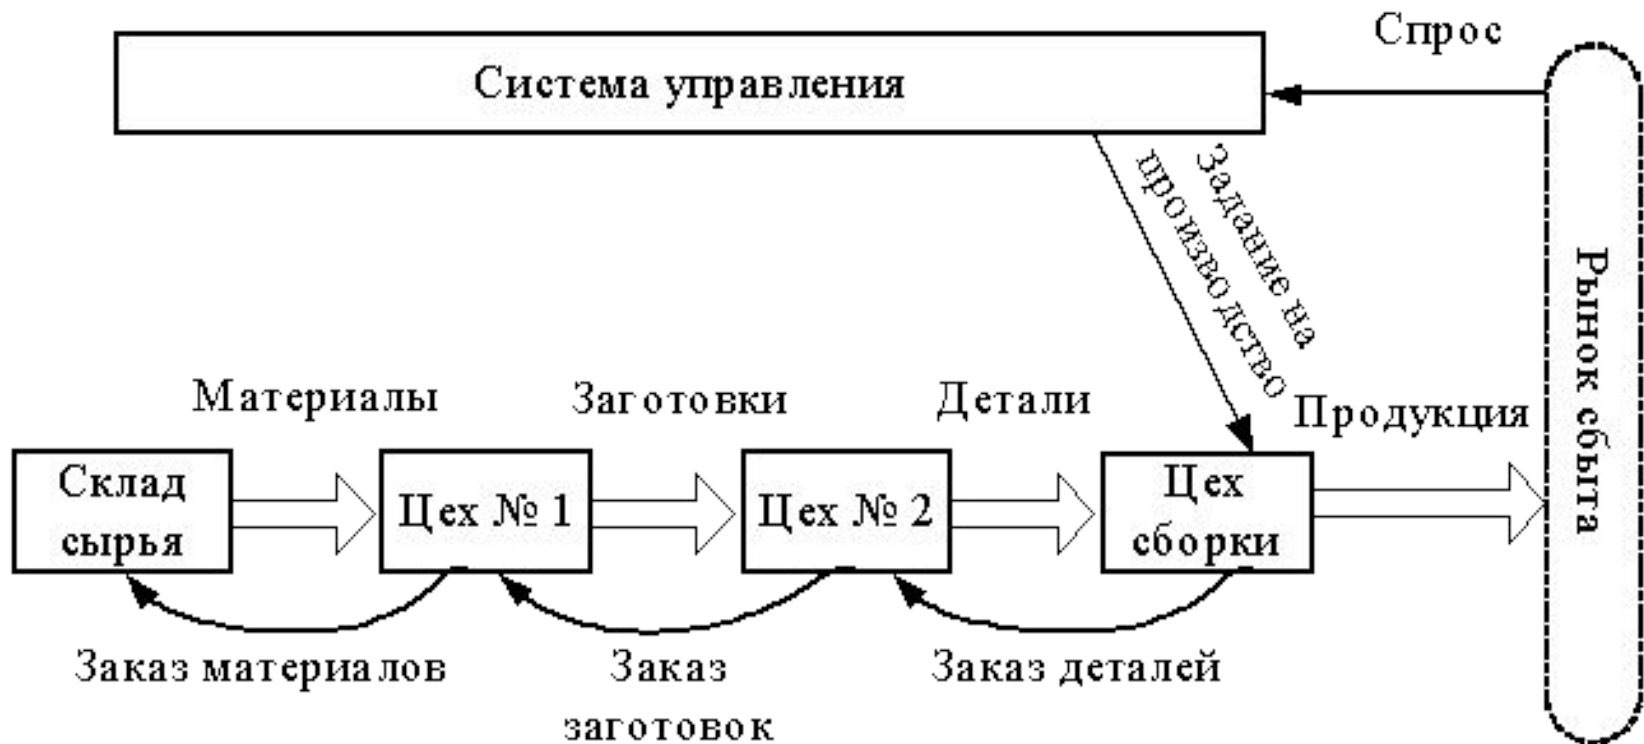 Спрос
Система управления
Задание на
производство
Рынок сбыта
Материалы
Заготовки
Детали
Продукция
Склад
сырья
Цех № 1
Цех № 2
Цех
сборки
Заказ материалов
Заказ
заготовок
Заказ деталей